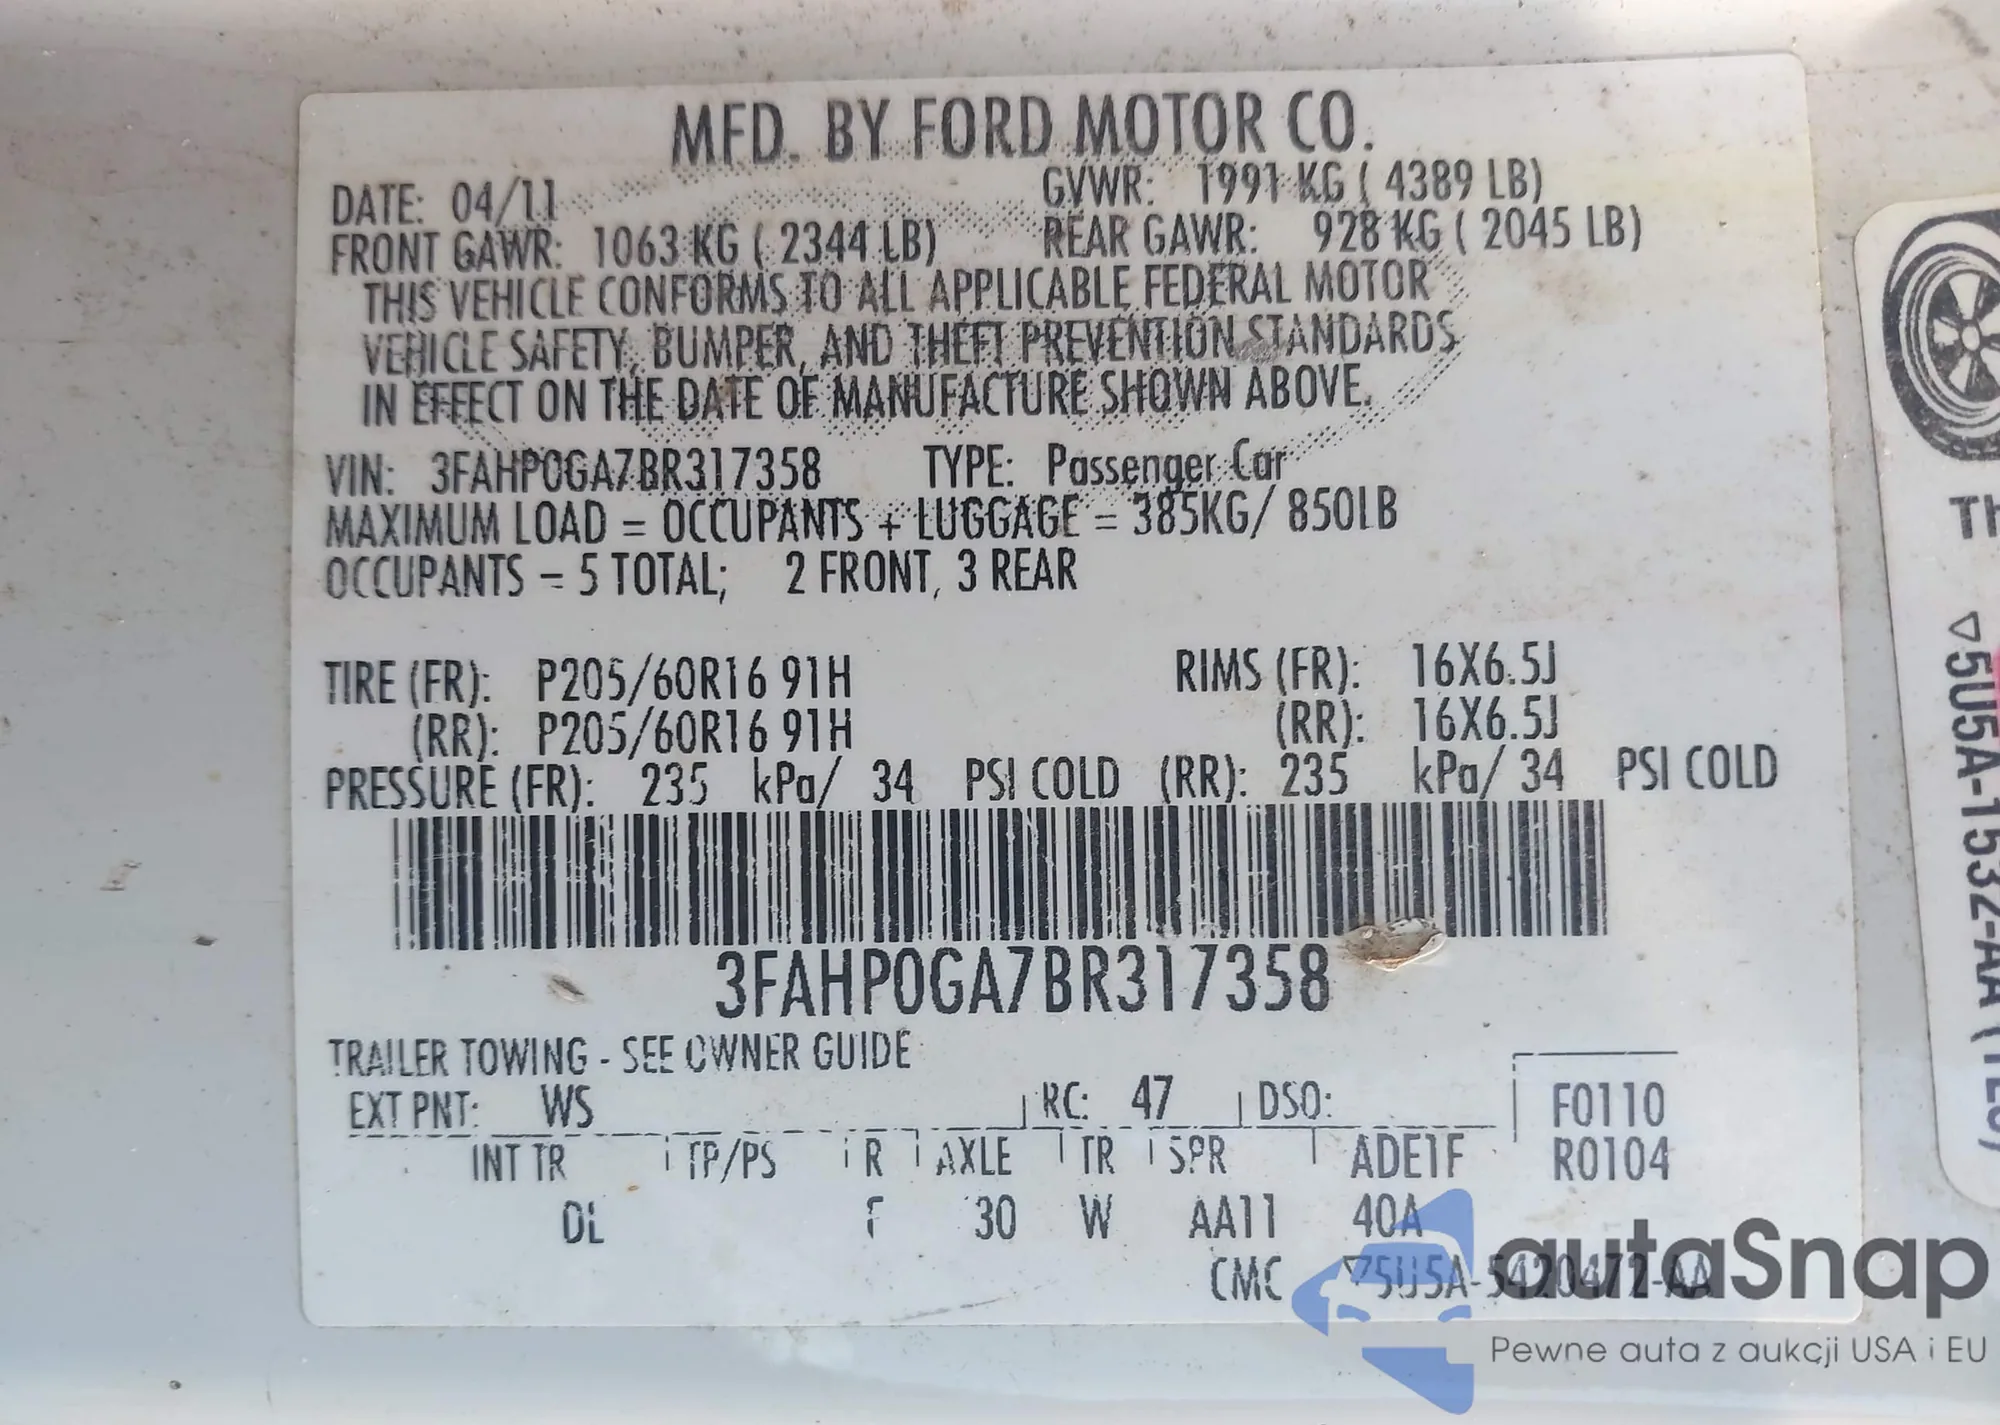 MFD. BY FORD MOTOR CO.
DATE: 04/11 GVWR: 1991 KG ( 4389 LB)
FRONT GAWR: 1063 KG ( 2344 LB) REAR GAWR: 928 KG ( 2045 LB)
THIS VEHICLE CONFORMS TO ALL APPLICABLE FEDERAL MOTOR
VEHICLE SAFETY, BUMPER, AND THEFT PREVENTION STANDARDS
IN EFFECT ON THE DATE OF MANUFACTURE SHOWN ABOVE.
VIN: 3FAHP0GA7BR317358 TYPE: Passenger Car
MAXIMUM LOAD = OCCUPANTS + LUGGAGE = 385KG/ 850LB
OCCUPANTS = 5 TOTAL; 2 FRONT, 3 REAR
TIRE (FR): P205/60R16 91H RIMS (FR): 16X6.5J
(RR): P205/60R16 91H (RR): 16X6.5J
PRESSURE (FR): 235 kPa/ 34 PSI COLD (RR): 235 kPa/ 34 PSI COLD
3FAHP0GA7BR317358
TRAILER TOWING - SEE OWNER GUIDE
EXT PNT: WS RC: 47 DSO: F0110
INT TR TP/PS R AXLE TR SPR ADE1F R0104
DL F 30 W AA11 40A
CMC ▽5U5A-5420472-AA
▽5U5A-1532-AA
autaSnap
Pewne auta z aukcji USA i EU